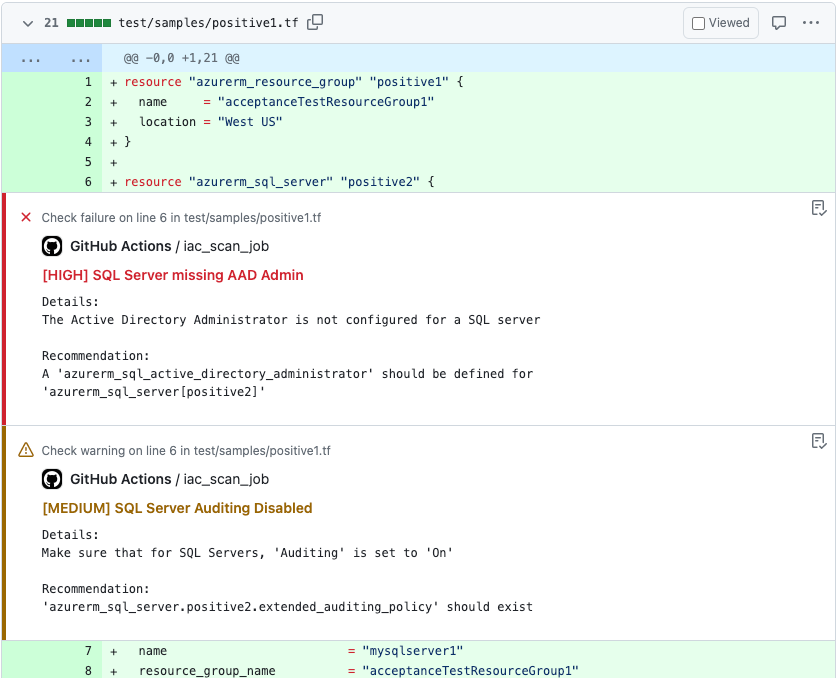 21 test/samples/positive1.tf Viewed
... ... @@ -0,0 +1,21 @@
1 + resource "azurerm_resource_group" "positive1" {
2 + name = "acceptanceTestResourceGroup1"
3 + location = "West US"
4 + }
5 +
6 + resource "azurerm_sql_server" "positive2" {
Check failure on line 6 in test/samples/positive1.tf
GitHub Actions / iac_scan_job
[HIGH] SQL Server missing AAD Admin
Details:
The Active Directory Administrator is not configured for a SQL server
Recommendation:
A 'azurerm_sql_active_directory_administrator' should be defined for
'azurerm_sql_server[positive2]'
Check warning on line 6 in test/samples/positive1.tf
GitHub Actions / iac_scan_job
[MEDIUM] SQL Server Auditing Disabled
Details:
Make sure that for SQL Servers, 'Auditing' is set to 'On'
Recommendation:
'azurerm_sql_server.positive2.extended_auditing_policy' should exist
7 + name = "mysqlserver1"
8 + resource_group_name = "acceptanceTestResourceGroup1"